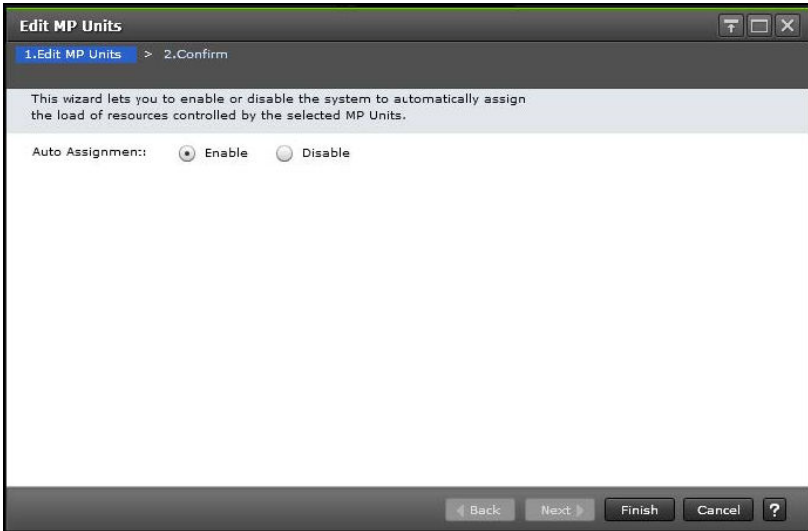 Edit MP Units
1.Edit MP Units > 2.Confirm
This wizard lets you to enable or disable the system to automatically assign
the load of resources controlled by the selected MP Units.
Auto Assignment: Enable Disable
Back Next Finish Cancel ?